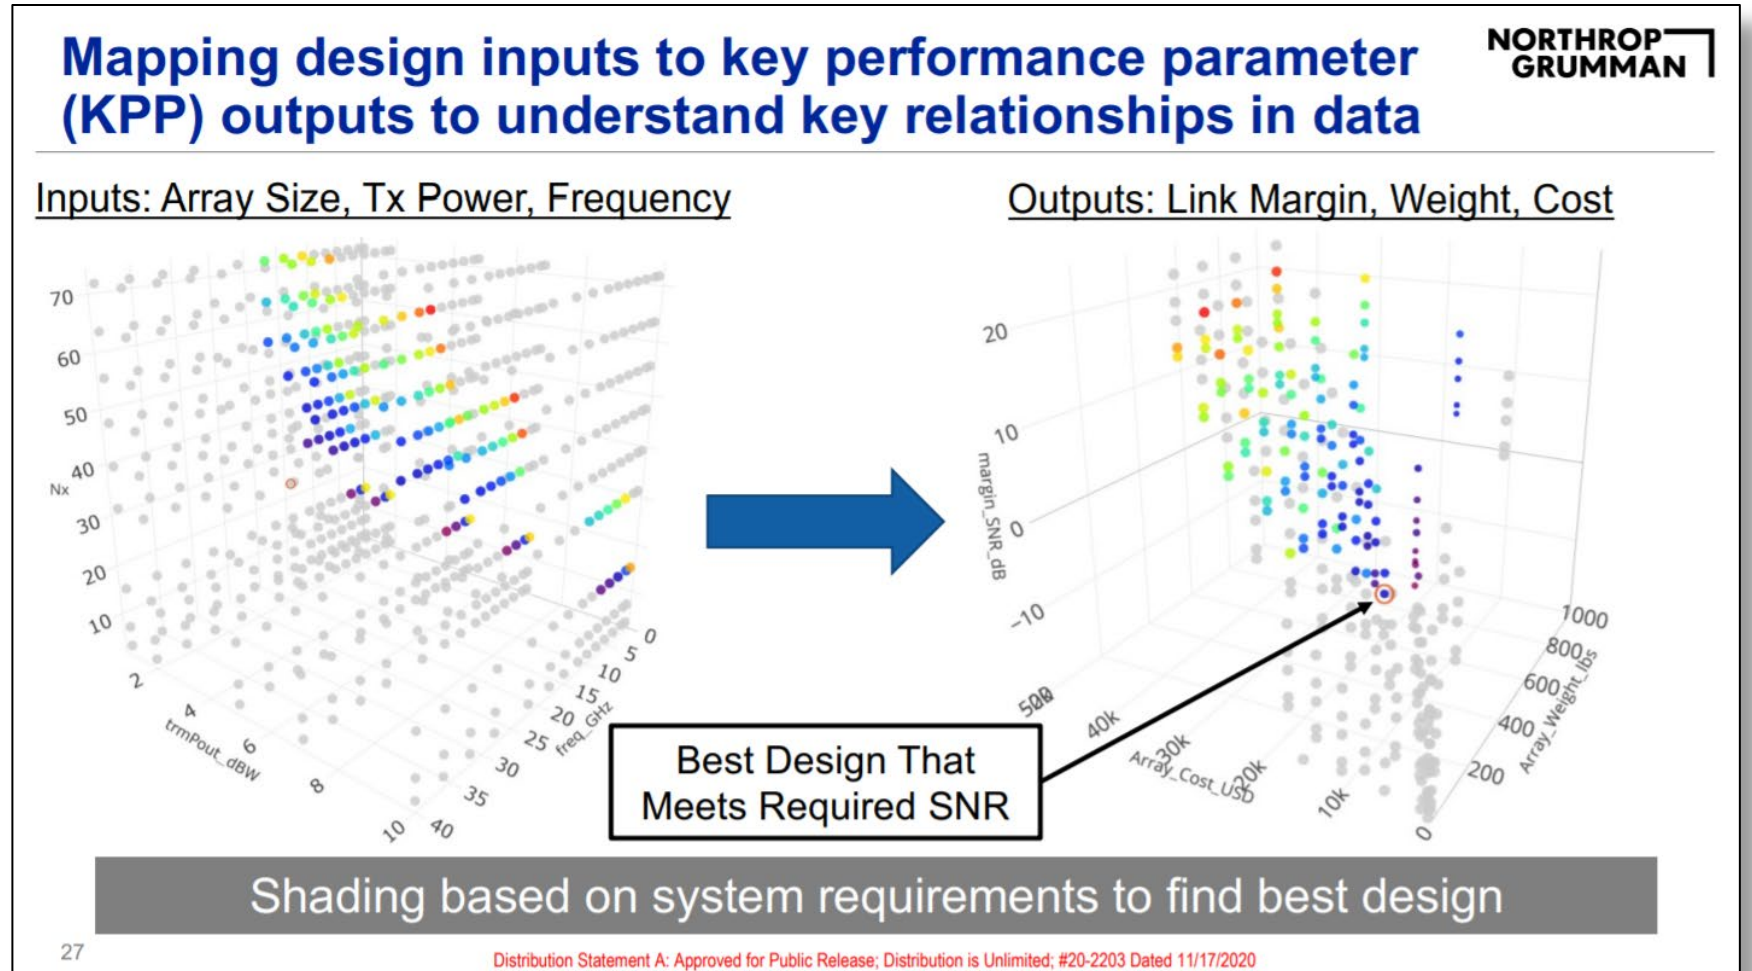 Mapping design inputs to key performance parameter
(KPP) outputs to understand key relationships in data
NORTHROP
GRUMMAN
Inputs: Array Size, Tx Power, Frequency
Outputs: Link Margin, Weight, Cost
70
60
50
40
30
20
10
Nx
2
4
6
8
10
trmPout_dBW
0
5
10
15
20
25
30
35
40
freq_GHz
20
10
0
−10
margin_SNR_dB
40k
30k
20k
10k
0
Array_Cost_USD
1000
800
600
400
200
Array_Weight_lbs
Best Design That
Meets Required SNR
Shading based on system requirements to find best design
27
Distribution Statement A: Approved for Public Release; Distribution is Unlimited; #20-2203 Dated 11/17/2020